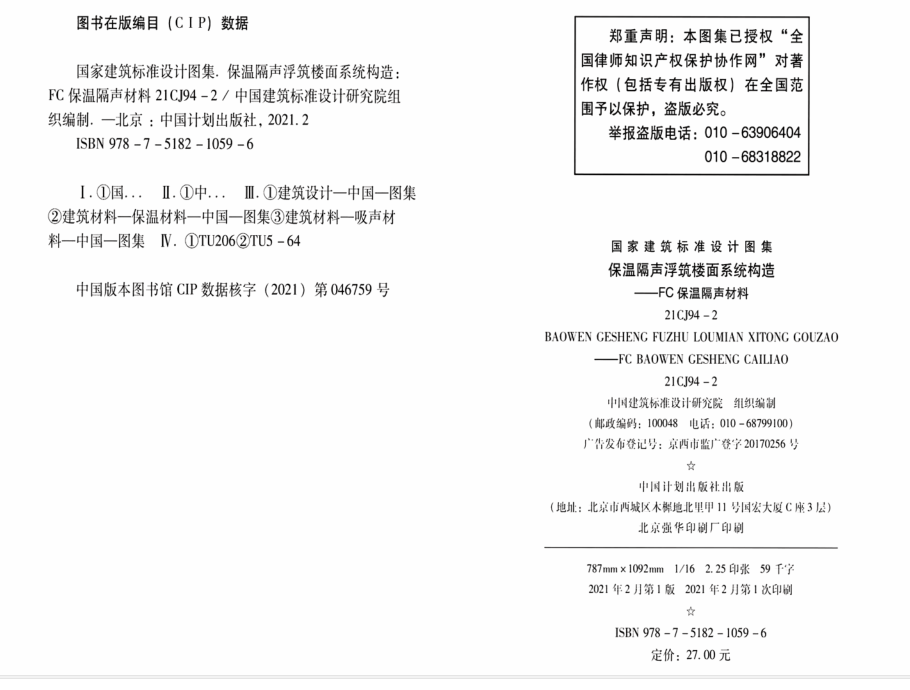 图书在版编目（CIP）数据
国家建筑标准设计图集. 保温隔声浮筑楼面系统构造：
FC 保温隔声材料 21CJ94－2 / 中国建筑标准设计研究院组
织编制. —北京：中国计划出版社，2021.2
ISBN 978－7－5182－1059－6
Ⅰ.①国... Ⅱ.①中... Ⅲ.①建筑设计—中国—图集
②建筑材料—保温材料—中国—图集③建筑材料—吸声材
料—中国—图集 Ⅳ.①TU206②TU5－64
中国版本图书馆 CIP 数据核字（2021）第 046759 号
郑重声明：本图集已授权“全
国律师知识产权保护协作网”对著
作权（包括专有出版权）在全国范
围予以保护，盗版必究。
举报盗版电话：010－63906404
010－68318822
国家建筑标准设计图集
保温隔声浮筑楼面系统构造
——FC 保温隔声材料
21CJ94－2
BAOWEN GESHENG FUZHU LOUMIAN XITONG GOUZAO
——FC BAOWEN GESHENG CAILIAO
21CJ94－2
中国建筑标准设计研究院 组织编制
（邮政编码：100048 电话：010－68799100）
广告发布登记号：京西市监广登字 20170256 号
☆
中国计划出版社出版
（地址：北京市西城区木樨地北里甲 11 号国宏大厦 C 座 3 层）
北京强华印刷厂印刷
787mm×1092mm 1/16 2.25 印张 59 千字
2021 年 2 月第 1 版 2021 年 2 月第 1 次印刷
☆
ISBN 978－7－5182－1059－6
定价：27.00 元